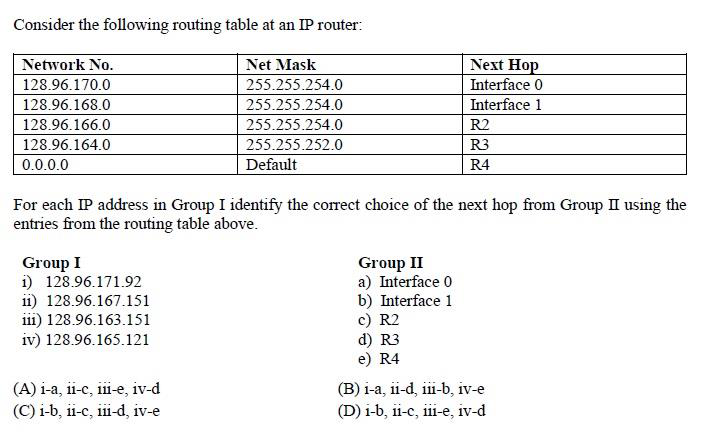 Consider the following routing table at an IP router:
Network No. Net Mask Next Hop
128.96.170.0 255.255.254.0 Interface 0
128.96.168.0 255.255.254.0 Interface 1
128.96.166.0 255.255.254.0 R2
128.96.164.0 255.255.252.0 R3
0.0.0.0 Default R4
For each IP address in Group I identify the correct choice of the next hop from Group II using the
entries from the routing table above.
Group I Group II
i) 128.96.171.92 a) Interface 0
ii) 128.96.167.151 b) Interface 1
iii) 128.96.163.151 c) R2
iv) 128.96.165.121 d) R3
e) R4
(A) i-a, ii-c, iii-e, iv-d (B) i-a, ii-d, iii-b, iv-e
(C) i-b, ii-c, iii-d, iv-e (D) i-b, ii-c, iii-e, iv-d